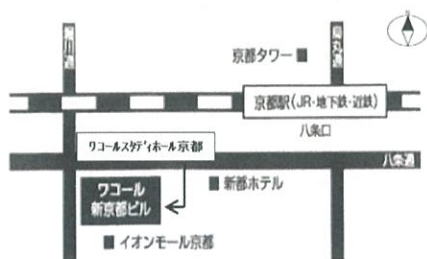 堀川通
烏丸通
京都タワー
京都駅(JR・地下鉄・近鉄)
八条口
ワコールスタディホール京都
八条通
ワコール
新京都ビル
新都ホテル
イオンモール京都